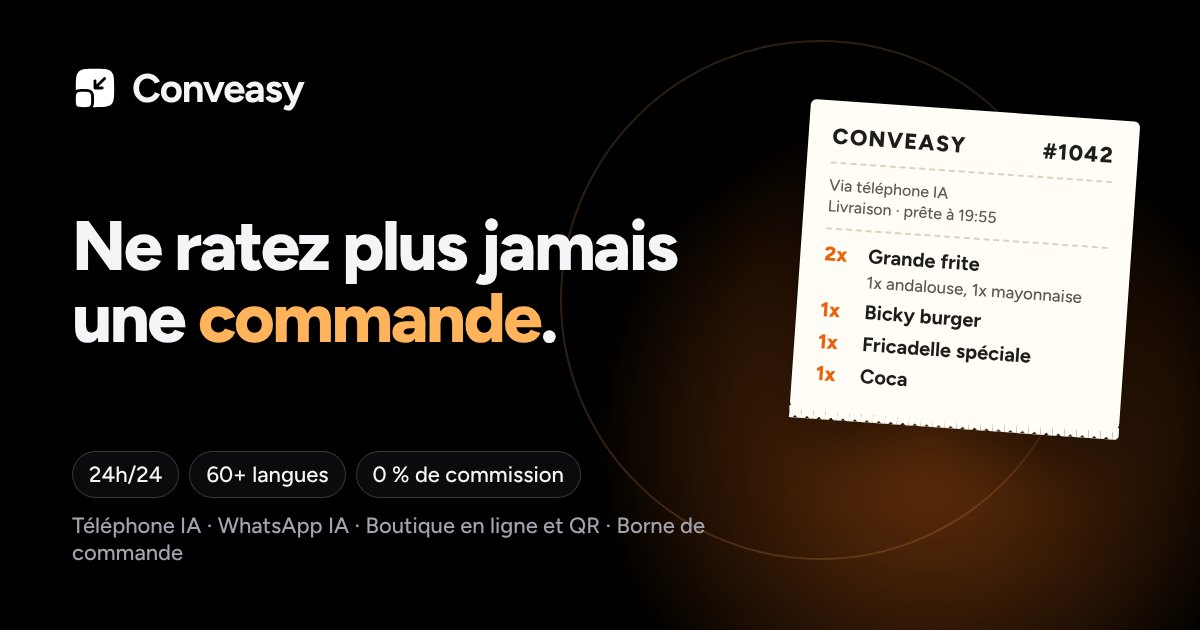 Conveasy
Ne ratez plus jamais
une commande.
24h/24
60+ langues
0 % de commission
Téléphone IA · WhatsApp IA · Boutique en ligne et QR · Borne de
commande
CONVEASY #1042
Via téléphone IA
Livraison · prête à 19:55
2x Grande frite
1x andalouse, 1x mayonnaise
1x Bicky burger
1x Fricadelle spéciale
1x Coca